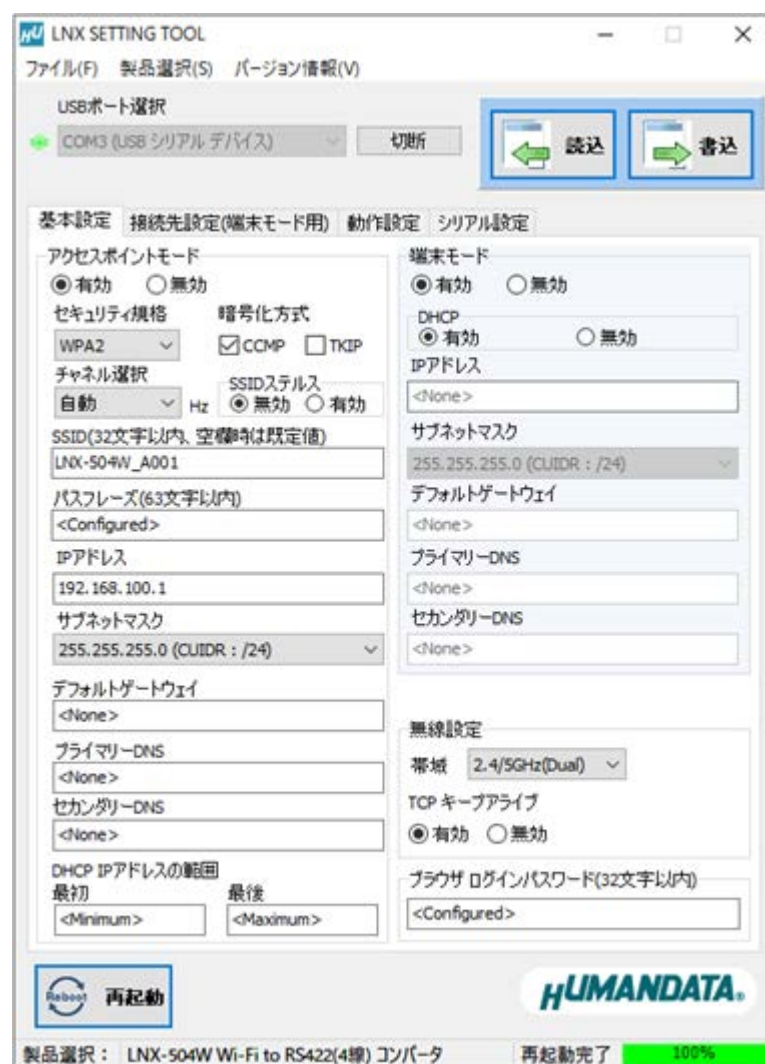 LNX SETTING TOOL
ファイル(F) 製品選択(S) バージョン情報(V)
USBポート選択
COM3 (USB シリアル デバイス) 切断 読込 書込
基本設定 接続先設定(端末モード用) 動作設定 シリアル設定
アクセスポイントモード
有効 無効
セキュリティ規格 暗号化方式
WPA2 CCMP TKIP
チャネル選択 SSIDステルス
自動 Hz 無効 有効
SSID(32文字以内、空欄時は既定値)
LNX-504W_A001
パスフレーズ(63文字以内)
<Configured>
IPアドレス
192.168.100.1
サブネットマスク
255.255.255.0 (CUIDR : /24)
デフォルトゲートウェイ
<None>
プライマリーDNS
<None>
セカンダリーDNS
<None>
DHCP IPアドレスの範囲
最初 最後
<Minimum> <Maximum>
端末モード
有効 無効
DHCP
有効 無効
IPアドレス
<None>
サブネットマスク
255.255.255.0 (CUIDR : /24)
デフォルトゲートウェイ
<None>
プライマリーDNS
<None>
セカンダリーDNS
<None>
無線設定
帯域 2.4/5GHz(Dual)
TCP キープアライブ
有効 無効
ブラウザ ログインパスワード(32文字以内)
<Configured>
Reboot 再起動
HUMANDATA.
製品選択： LNX-504W Wi-Fi to RS422(4線) コンバータ 再起動完了 100%